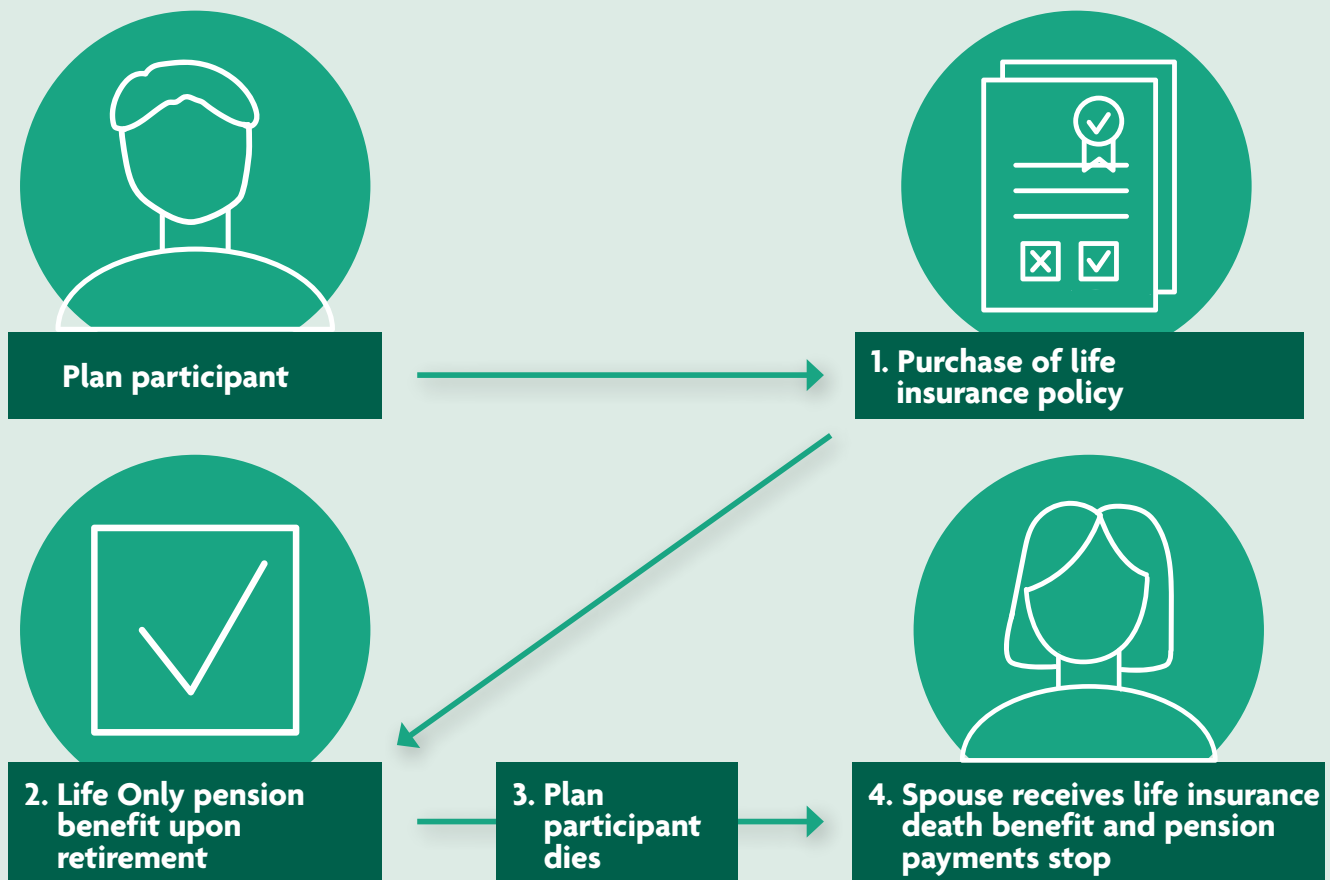 Plan participant
1. Purchase of life
insurance policy
2. Life Only pension
benefit upon
retirement
3. Plan
participant
dies
4. Spouse receives life insurance
death benefit and pension
payments stop